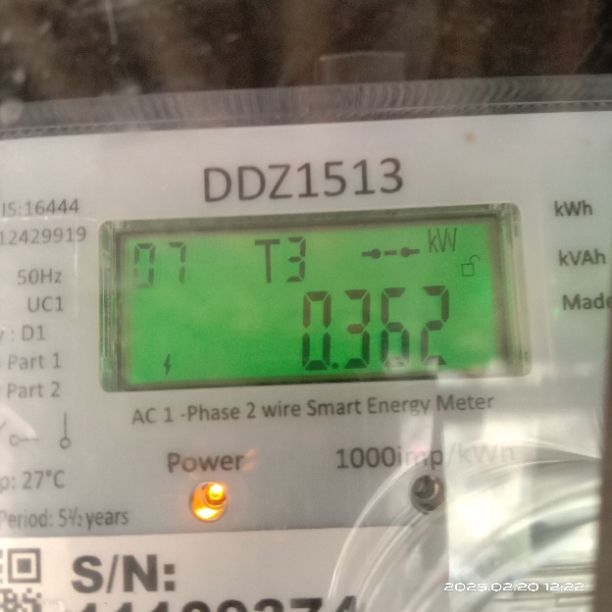 DDZ1513
IS:16444
12429919
50Hz
UC1
: D1
Part 1
Part 2
27°C
Period: 5½ years
07 T3 kW
0.362
kWh
kVAh
Made
AC 1 -Phase 2 wire Smart Energy Meter
Power
1000imp/kWh
S/N:
2025.02.20 12:22